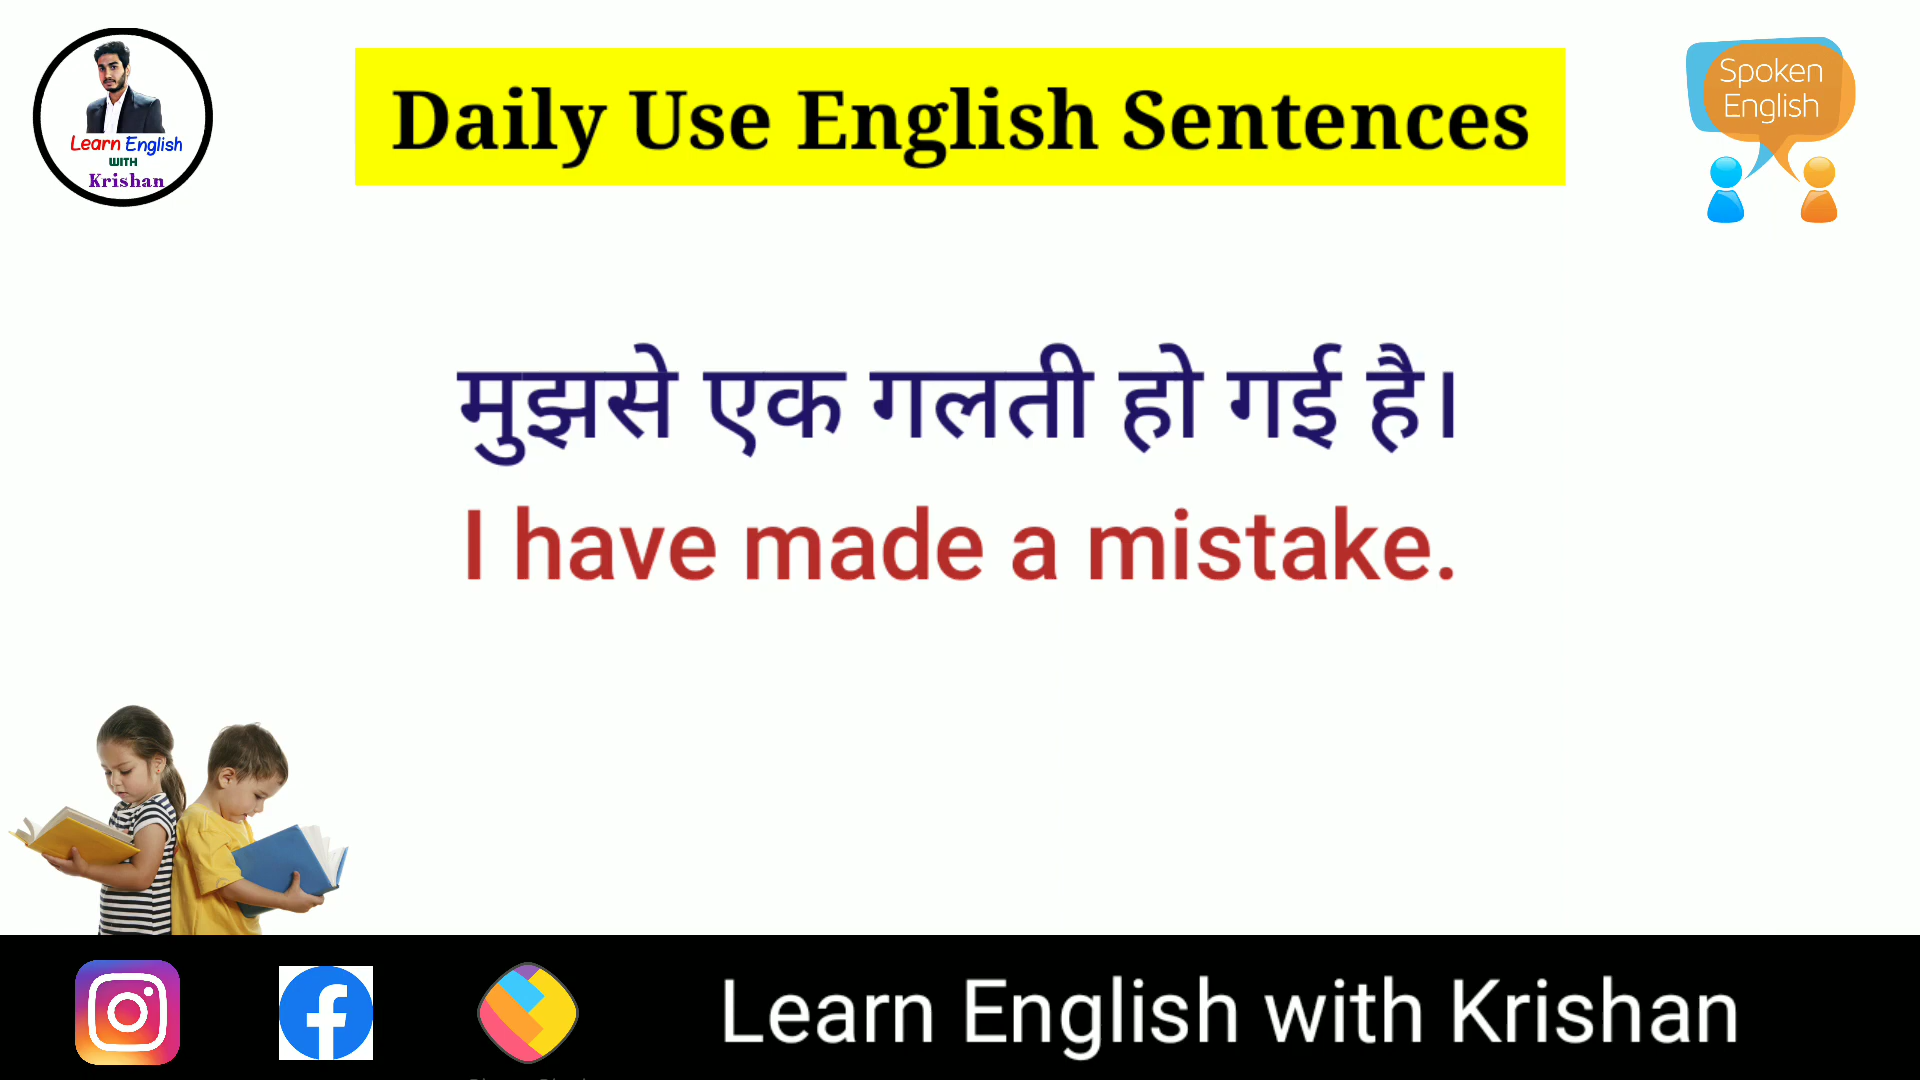 Learn English
WITH
Krishan
Daily Use English Sentences
Spoken
English
मुझसे एक गलती हो गई है।
I have made a mistake.
Learn English with Krishan